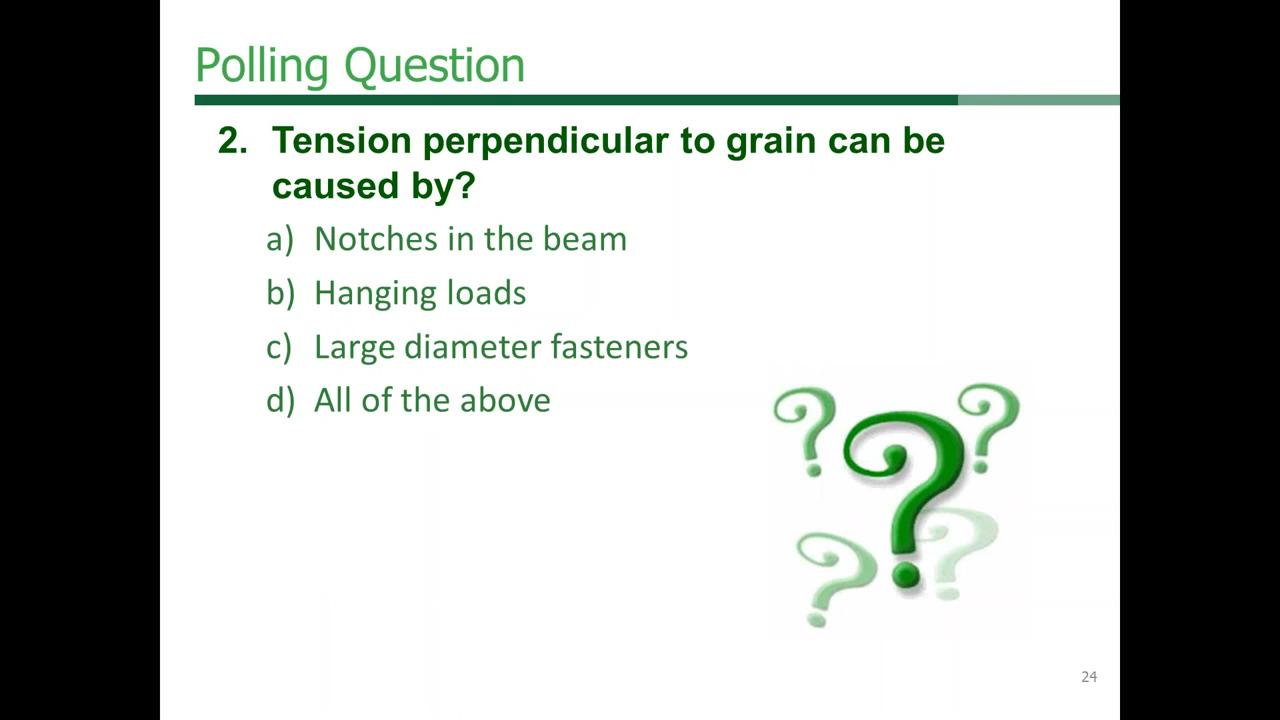 Polling Question
2. Tension perpendicular to grain can be
caused by?
a) Notches in the beam
b) Hanging loads
c) Large diameter fasteners
d) All of the above
24